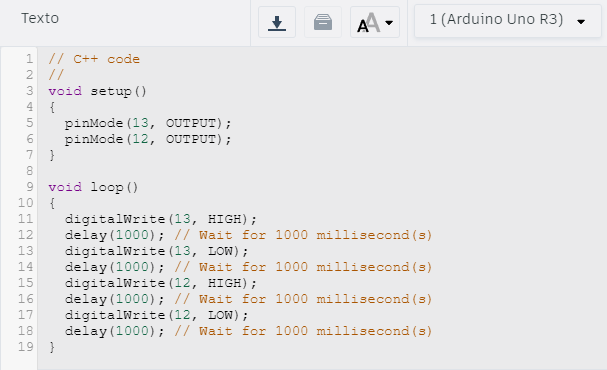 Texto
1 (Arduino Uno R3)
1 // C++ code
2 //
3 void setup()
4 {
5   pinMode(13, OUTPUT);
6   pinMode(12, OUTPUT);
7 }
8
9 void loop()
10 {
11   digitalWrite(13, HIGH);
12   delay(1000); // Wait for 1000 millisecond(s)
13   digitalWrite(13, LOW);
14   delay(1000); // Wait for 1000 millisecond(s)
15   digitalWrite(12, HIGH);
16   delay(1000); // Wait for 1000 millisecond(s)
17   digitalWrite(12, LOW);
18   delay(1000); // Wait for 1000 millisecond(s)
19 }